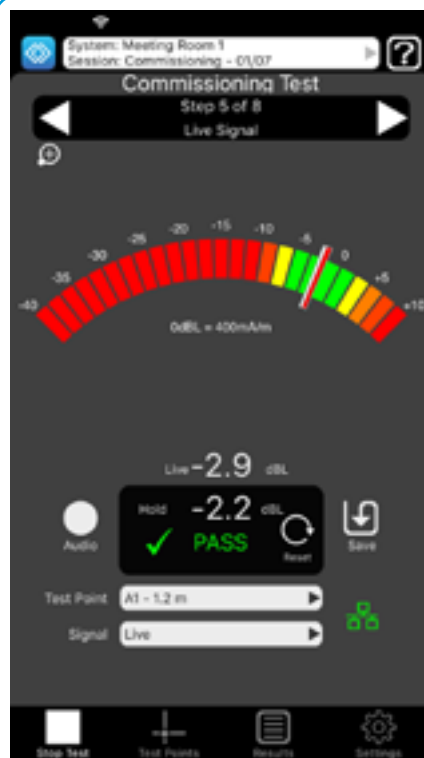 System: Meeting Room 1
Session: Commissioning - 01/07
?
Commissioning Test
Step 5 of 8
Live Signal
-40
-35
-30
-25
-20
-15
-10
-5
0
+5
+10
0dBL = 400mA/m
Live -2.9 dBL
Hold -2.2 dBL
PASS
Reset
Audio
Save
Test Point A1 - 1.2 m
Signal Live
Stop Test Test Points Results Settings